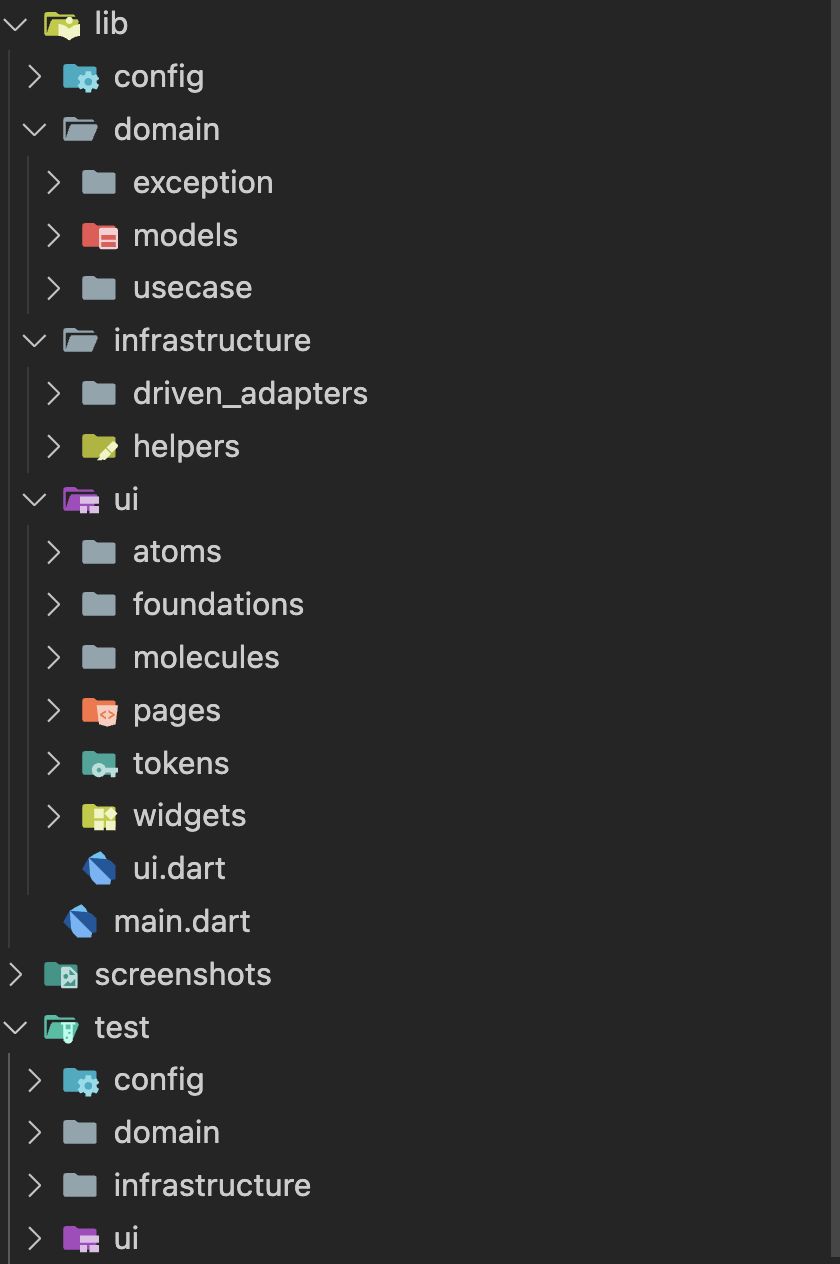 lib
config
domain
exception
models
usecase
infrastructure
driven_adapters
helpers
ui
atoms
foundations
molecules
pages
tokens
widgets
ui.dart
main.dart
screenshots
test
config
domain
infrastructure
ui